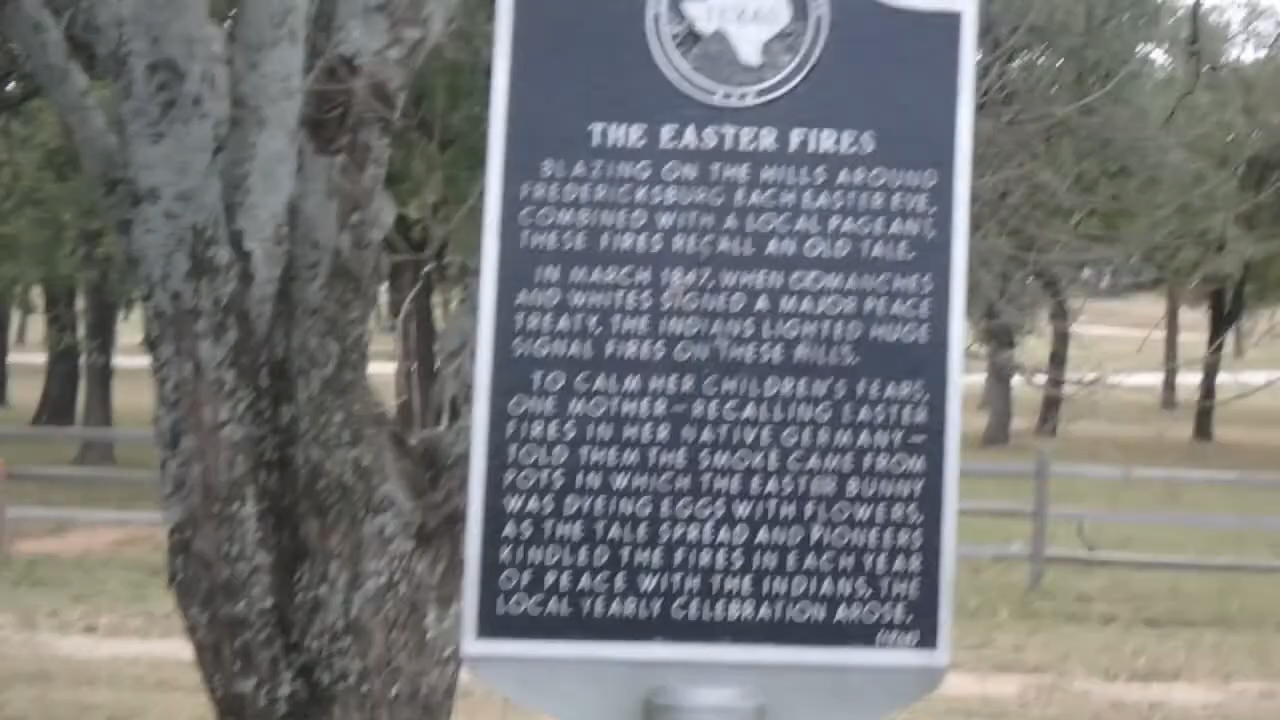 TEXAS
THE EASTER FIRES
BLAZING ON THE HILLS AROUND
FREDERICKSBURG EACH EASTER EVE,
COMBINED WITH A LOCAL PAGEANT,
THESE FIRES RECALL AN OLD TALE.
IN MARCH 1847, WHEN COMANCHES
AND WHITES SIGNED A MAJOR PEACE
TREATY, THE INDIANS LIGHTED HUGE
SIGNAL FIRES ON THESE HILLS.
TO CALM HER CHILDREN'S FEARS,
ONE MOTHER—RECALLING EASTER
FIRES IN HER NATIVE GERMANY—
TOLD THEM THE SMOKE CAME FROM
POTS IN WHICH THE EASTER BUNNY
WAS DYEING EGGS WITH FLOWERS.
AS THE TALE SPREAD AND PIONEERS
KINDLED THE FIRES IN EACH YEAR
OF PEACE WITH THE INDIANS, THE
LOCAL YEARLY CELEBRATION AROSE.